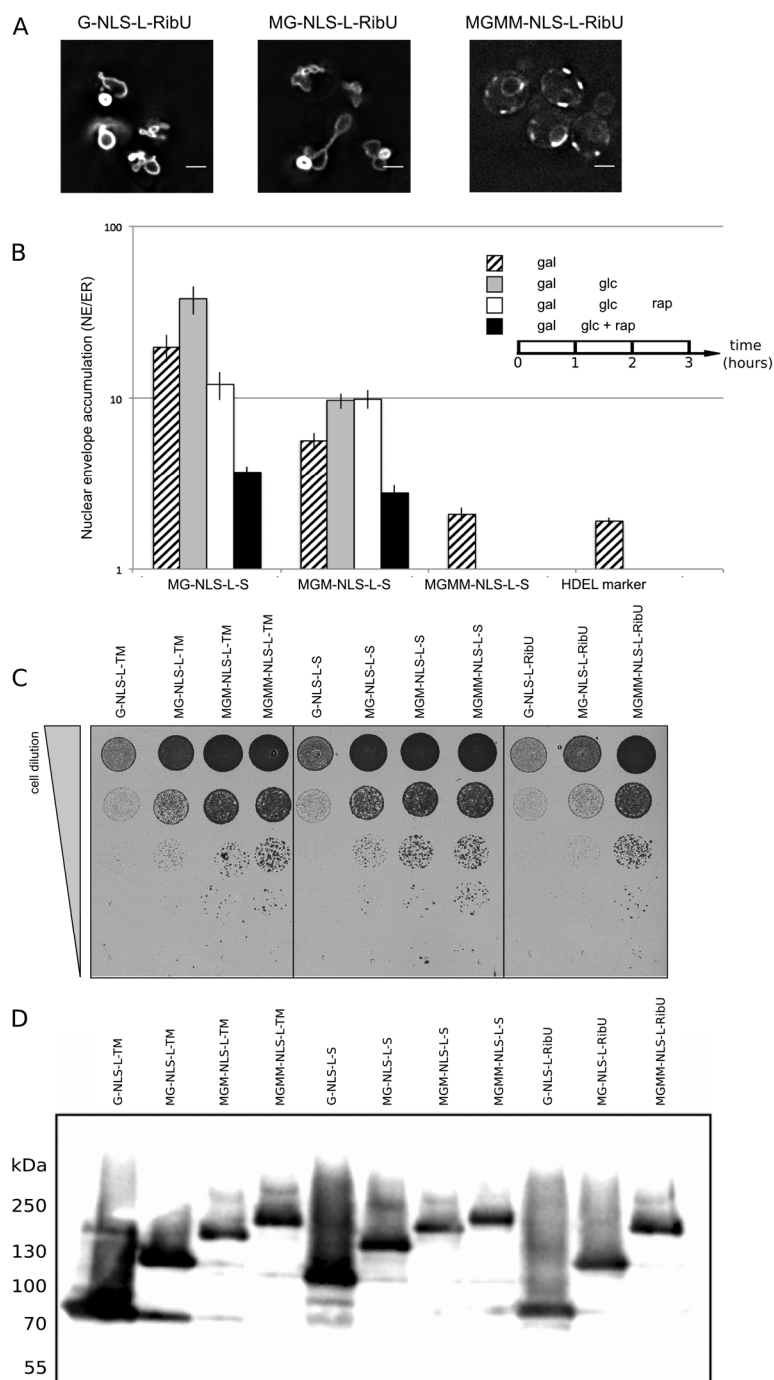 A
G-NLS-L-RibU MG-NLS-L-RibU MGMM-NLS-L-RibU
B
Nuclear envelope accumulation (NE/ER)
100
10
1
gal
gal glc
gal glc rap
gal glc + rap
time
(hours)
0 1 2 3
MG-NLS-L-S MGM-NLS-L-S MGMM-NLS-L-S HDEL marker
C
cell dilution
G-NLS-L-TM
MG-NLS-L-TM
MGM-NLS-L-TM
MGMM-NLS-L-TM
G-NLS-L-S
MG-NLS-L-S
MGM-NLS-L-S
MGMM-NLS-L-S
G-NLS-L-RibU
MG-NLS-L-RibU
MGMM-NLS-L-RibU
D
G-NLS-L-TM
MG-NLS-L-TM
MGM-NLS-L-TM
MGMM-NLS-L-TM
G-NLS-L-S
MG-NLS-L-S
MGM-NLS-L-S
MGMM-NLS-L-S
G-NLS-L-RibU
MG-NLS-L-RibU
MGMM-NLS-L-RibU
kDa
250
130
100
70
55